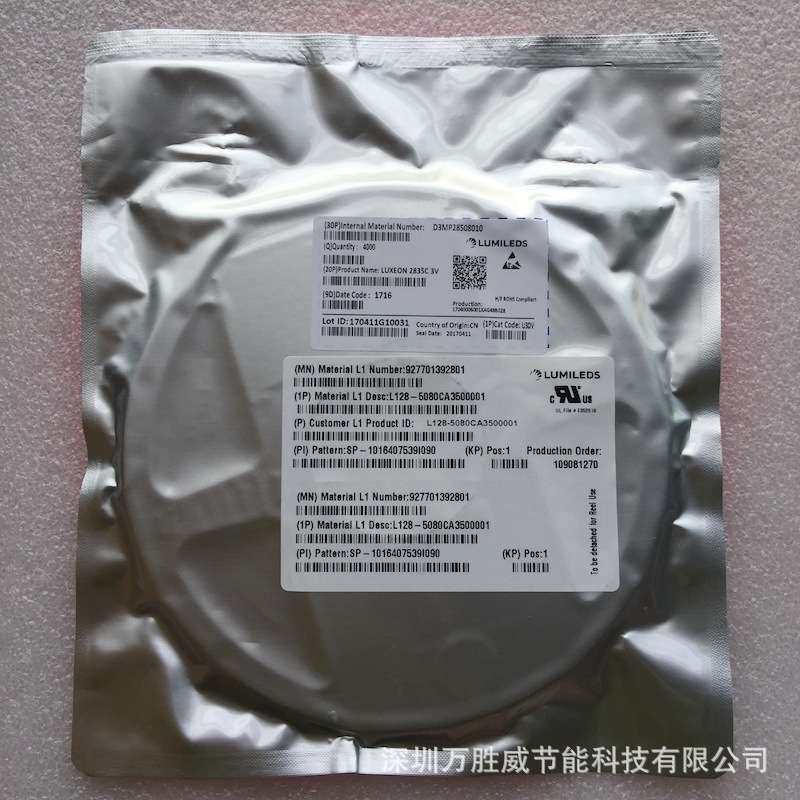 (30P)Internal Material Number: D3MP28508010
LUMILEDS
(Q)Quantity: 4000
(20P)Product Name: LUXEON 2835C 3V
(9D)Date Code: 1716
H/F ROHS Compliant
Production:
Lot ID:170411G10031
Country of Origin:CN
Seal Date: 20170411
(1P)Cat Code:
(MN) Material L1 Number:927701392801
LUMILEDS
(1P) Material L1 Desc:L128-5080CA3500001
C RU US
(P) Customer L1 Product ID: L128-5080CA3500001
(PI) Pattern:SP-1016407539I090 (KP) Pos:1 Production Order:
109081270
(MN) Material L1 Number:927701392801
(1P) Material L1 Desc:L128-5080CA3500001
(PI) Pattern:SP-1016407539I090 (KP) Pos:1
To be detached for Reel Use
深圳万胜威节能科技有限公司